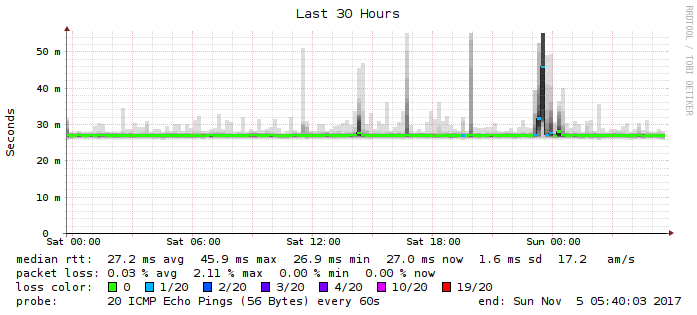 Last 30 Hours
RRDTOOL / TOBI OETIKER
Seconds
50 m
40 m
30 m
20 m
10 m
0
Sat 00:00 Sat 06:00 Sat 12:00 Sat 18:00 Sun 00:00
median rtt: 27.2 ms avg 45.9 ms max 26.9 ms min 27.0 ms now 1.6 ms sd 17.2 am/s
packet loss: 0.03 % avg 2.11 % max 0.00 % min 0.00 % now
loss color: 0 1/20 2/20 3/20 4/20 10/20 19/20
probe: 20 ICMP Echo Pings (56 Bytes) every 60s end: Sun Nov 5 05:40:03 2017